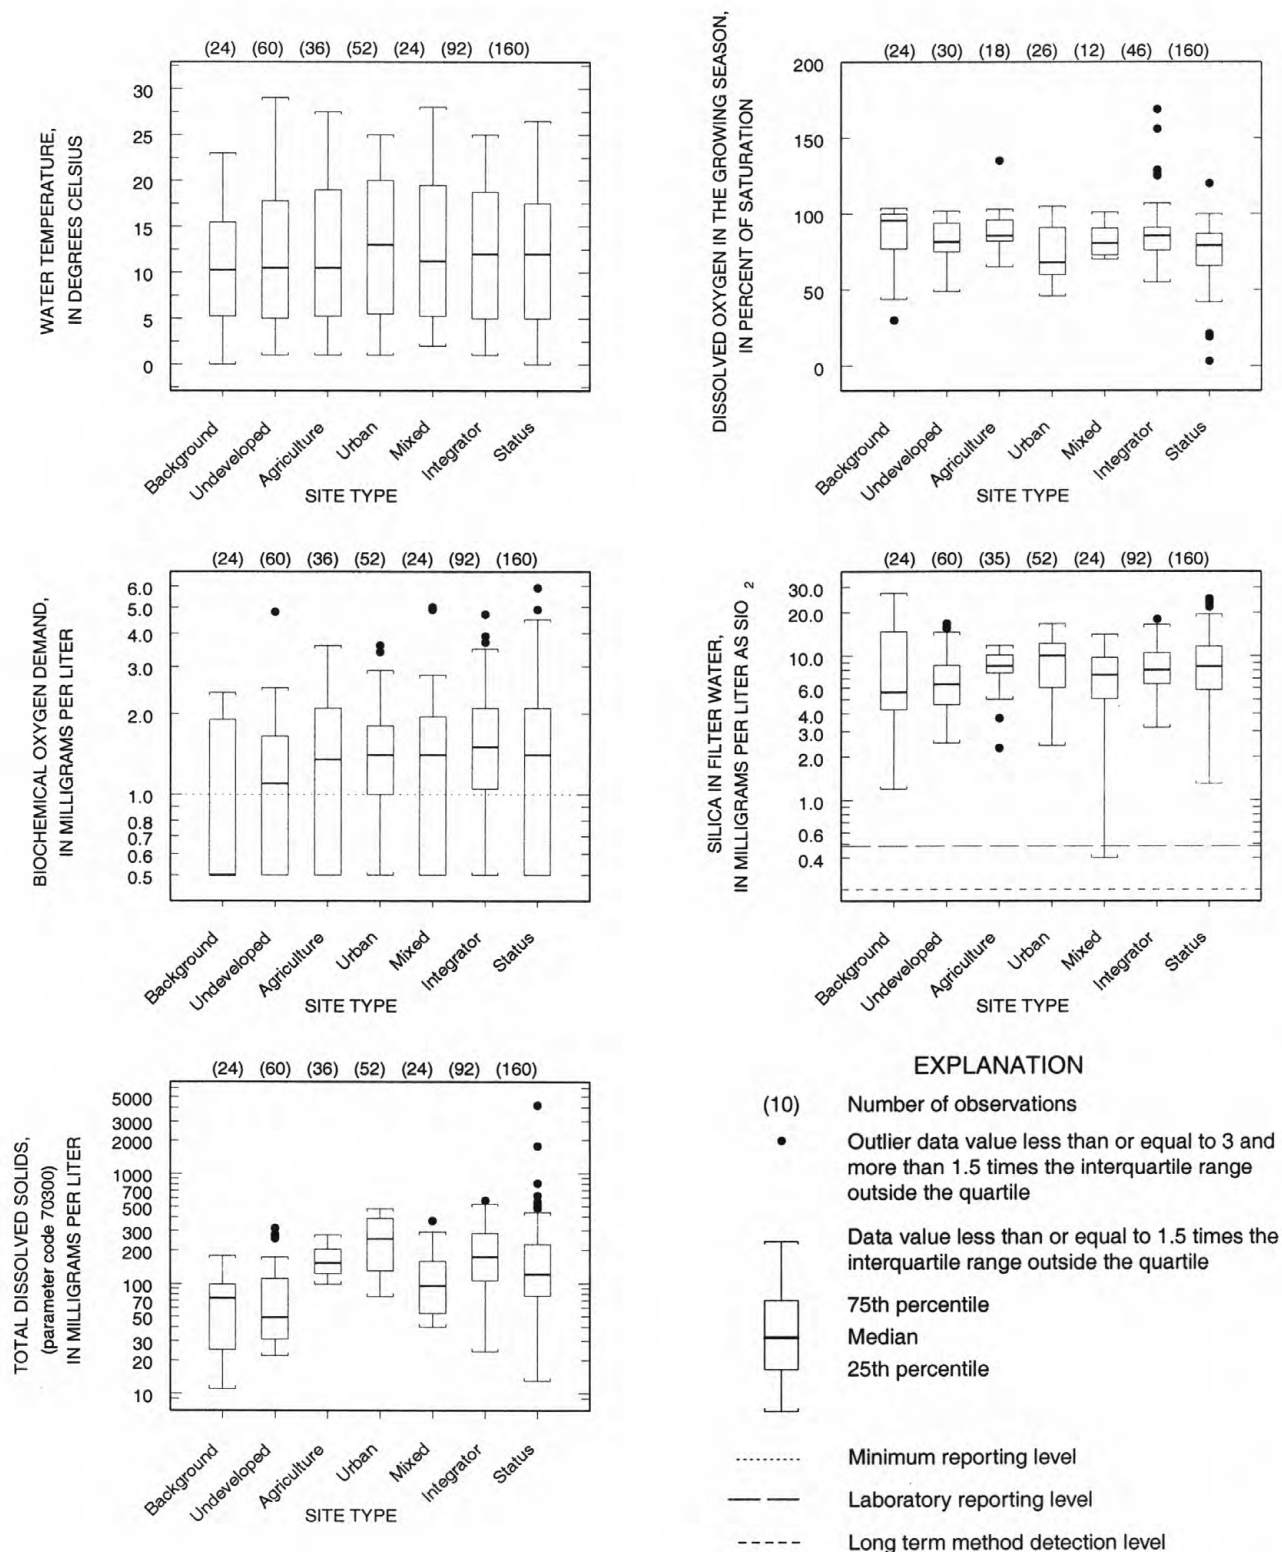 WATER TEMPERATURE,
IN DEGREES CELSIUS
(24) (60) (36) (52) (24) (92) (160)
30
25
20
15
10
5
0
Background
Undeveloped
Agriculture
Urban
Mixed
Integrator
Status
SITE TYPE
DISSOLVED OXYGEN IN THE GROWING SEASON,
IN PERCENT OF SATURATION
(24) (30) (18) (26) (12) (46) (160)
200
150
100
50
0
Background
Undeveloped
Agriculture
Urban
Mixed
Integrator
Status
SITE TYPE
BIOCHEMICAL OXYGEN DEMAND,
IN MILLIGRAMS PER LITER
(24) (60) (36) (52) (24) (92) (160)
6.0
5.0
4.0
3.0
2.0
1.0
0.8
0.7
0.6
0.5
Background
Undeveloped
Agriculture
Urban
Mixed
Integrator
Status
SITE TYPE
SILICA IN FILTER WATER,
IN MILLIGRAMS PER LITER AS SIO 2
(24) (60) (35) (52) (24) (92) (160)
30.0
20.0
10.0
6.0
4.0
3.0
2.0
1.0
0.6
0.4
Background
Undeveloped
Agriculture
Urban
Mixed
Integrator
Status
SITE TYPE
TOTAL DISSOLVED SOLIDS,
(parameter code 70300)
IN MILLIGRAMS PER LITER
(24) (60) (36) (52) (24) (92) (160)
5000
3000
2000
1000
700
500
300
200
100
70
50
30
20
10
Background
Undeveloped
Agriculture
Urban
Mixed
Integrator
Status
SITE TYPE
EXPLANATION
(10) Number of observations
Outlier data value less than or equal to 3 and
more than 1.5 times the interquartile range
outside the quartile
Data value less than or equal to 1.5 times the
interquartile range outside the quartile
75th percentile
Median
25th percentile
Minimum reporting level
Laboratory reporting level
Long term method detection level